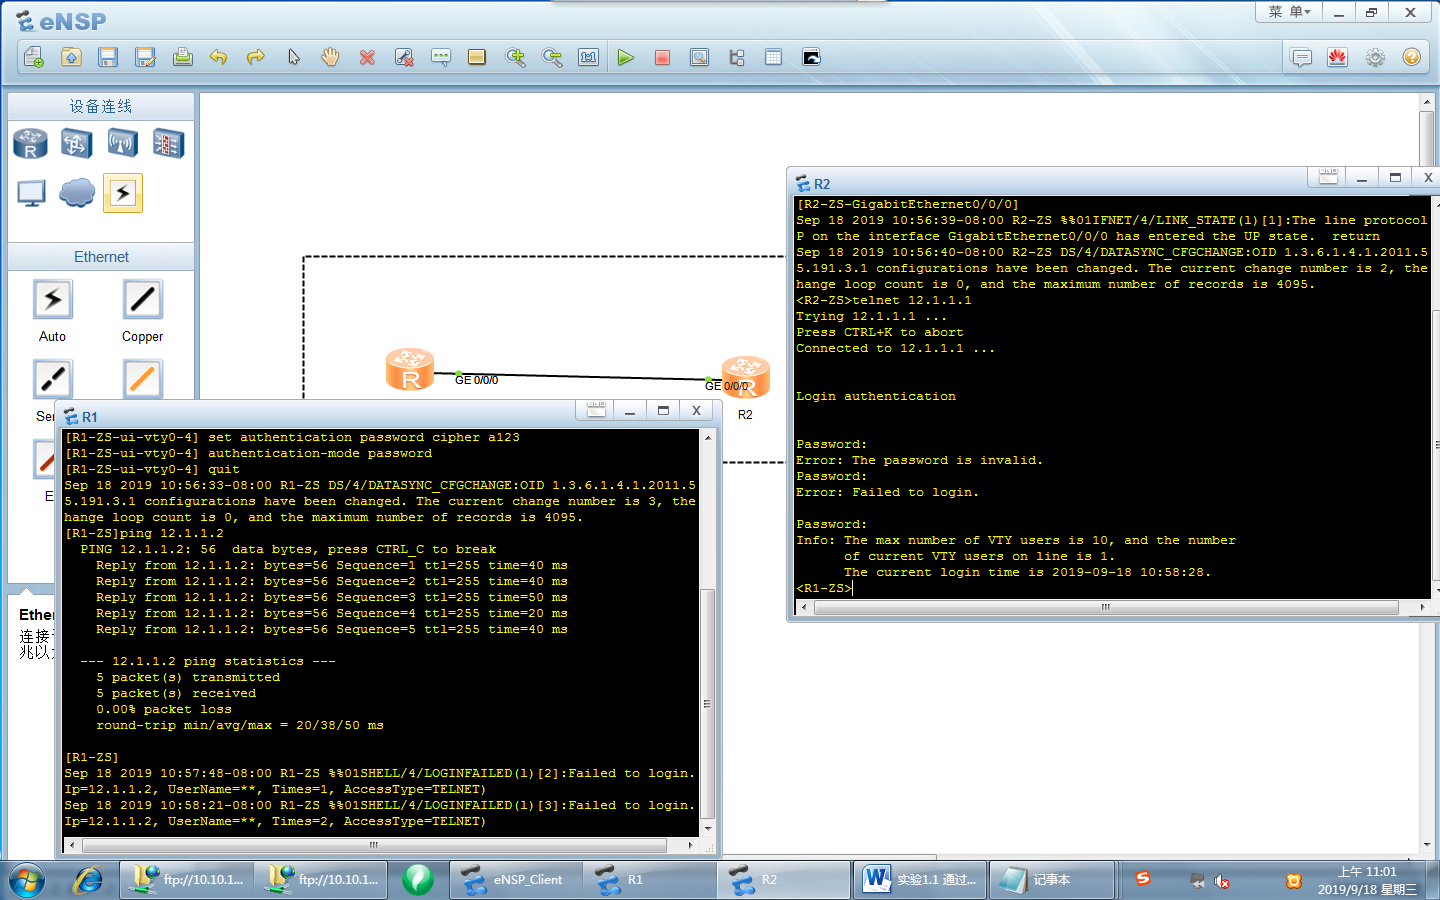 eNSP
菜 单
设备连线
Ethernet
Auto
Copper
GE 0/0/0
GE 0/0/0
R
R
R
R2
Ether
连接
兆以
R1
[R1-ZS-ui-vty0-4] set authentication password cipher a123
[R1-ZS-ui-vty0-4] authentication-mode password
[R1-ZS-ui-vty0-4] quit
Sep 18 2019 10:56:33-08:00 R1-ZS DS/4/DATASYNC_CFGCHANGE:OID 1.3.6.1.4.1.2011.5
5.191.3.1 configurations have been changed. The current change number is 3, the
hange loop count is 0, and the maximum number of records is 4095.
[R1-ZS]ping 12.1.1.2
PING 12.1.1.2: 56  data bytes, press CTRL_C to break
Reply from 12.1.1.2: bytes=56 Sequence=1 ttl=255 time=40 ms
Reply from 12.1.1.2: bytes=56 Sequence=2 ttl=255 time=40 ms
Reply from 12.1.1.2: bytes=56 Sequence=3 ttl=255 time=50 ms
Reply from 12.1.1.2: bytes=56 Sequence=4 ttl=255 time=20 ms
Reply from 12.1.1.2: bytes=56 Sequence=5 ttl=255 time=40 ms
--- 12.1.1.2 ping statistics ---
5 packet(s) transmitted
5 packet(s) received
0.00% packet loss
round-trip min/avg/max = 20/38/50 ms
[R1-ZS]
Sep 18 2019 10:57:48-08:00 R1-ZS %%01SHELL/4/LOGINFAILED(l)[2]:Failed to login.
Ip=12.1.1.2, UserName=**, Times=1, AccessType=TELNET)
Sep 18 2019 10:58:21-08:00 R1-ZS %%01SHELL/4/LOGINFAILED(l)[3]:Failed to login.
Ip=12.1.1.2, UserName=**, Times=2, AccessType=TELNET)
R2
[R2-ZS-GigabitEthernet0/0/0]
Sep 18 2019 10:56:39-08:00 R2-ZS %%01IFNET/4/LINK_STATE(l)[1]:The line protocol
P on the interface GigabitEthernet0/0/0 has entered the UP state.  return
Sep 18 2019 10:56:40-08:00 R2-ZS DS/4/DATASYNC_CFGCHANGE:OID 1.3.6.1.4.1.2011.5
5.191.3.1 configurations have been changed. The current change number is 2, the
hange loop count is 0, and the maximum number of records is 4095.
<R2-ZS>telnet 12.1.1.1
Trying 12.1.1.1 ...
Press CTRL+K to abort
Connected to 12.1.1.1 ...
Login authentication
Password:
Error: The password is invalid.
Password:
Error: Failed to login.
Password:
Info: The max number of VTY users is 10, and the number
of current VTY users on line is 1.
The current login time is 2019-09-18 10:58:28.
<R1-ZS>
ftp://10.10.1...
ftp://10.10.1...
eNSP_Client
R1
R2
实验1.1 通过...
记事本
上午 11:01
2019/9/18 星期三